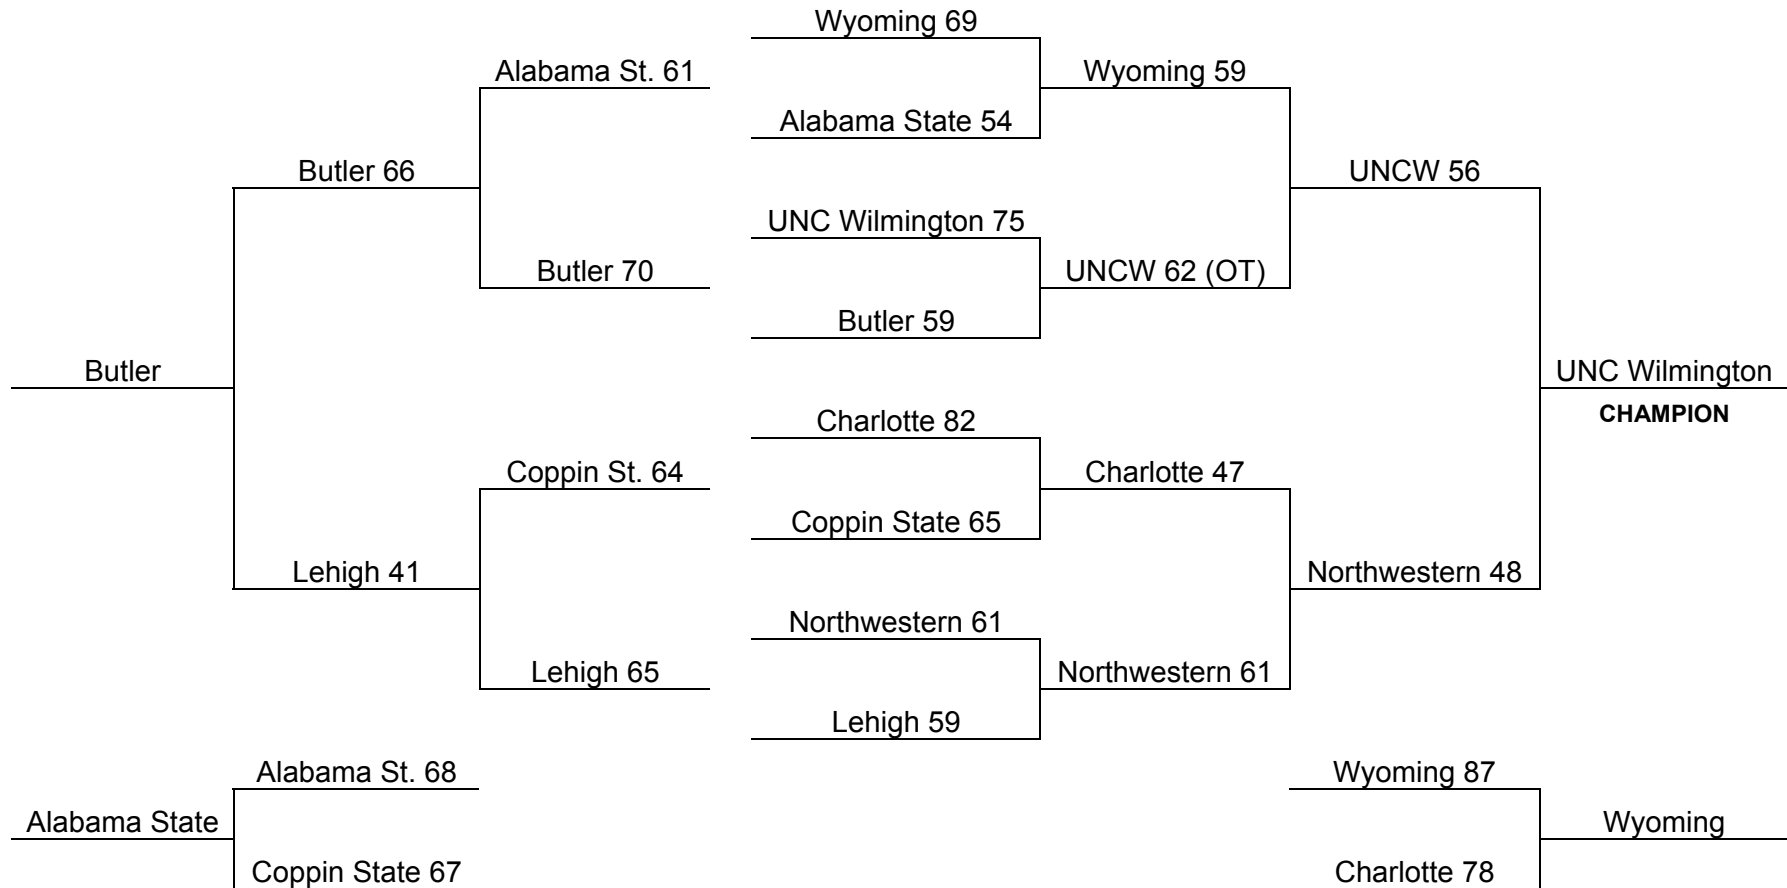 Wyoming 69
Alabama St. 61
Wyoming 59
Alabama State 54
Butler 66
UNCW 56
UNC Wilmington 75
Butler 70
UNCW 62 (OT)
Butler 59
Butler
UNC Wilmington
CHAMPION
Charlotte 82
Coppin St. 64
Charlotte 47
Coppin State 65
Lehigh 41
Northwestern 48
Northwestern 61
Lehigh 65
Northwestern 61
Lehigh 59
Alabama St. 68
Wyoming 87
Alabama State
Wyoming
Coppin State 67
Charlotte 78